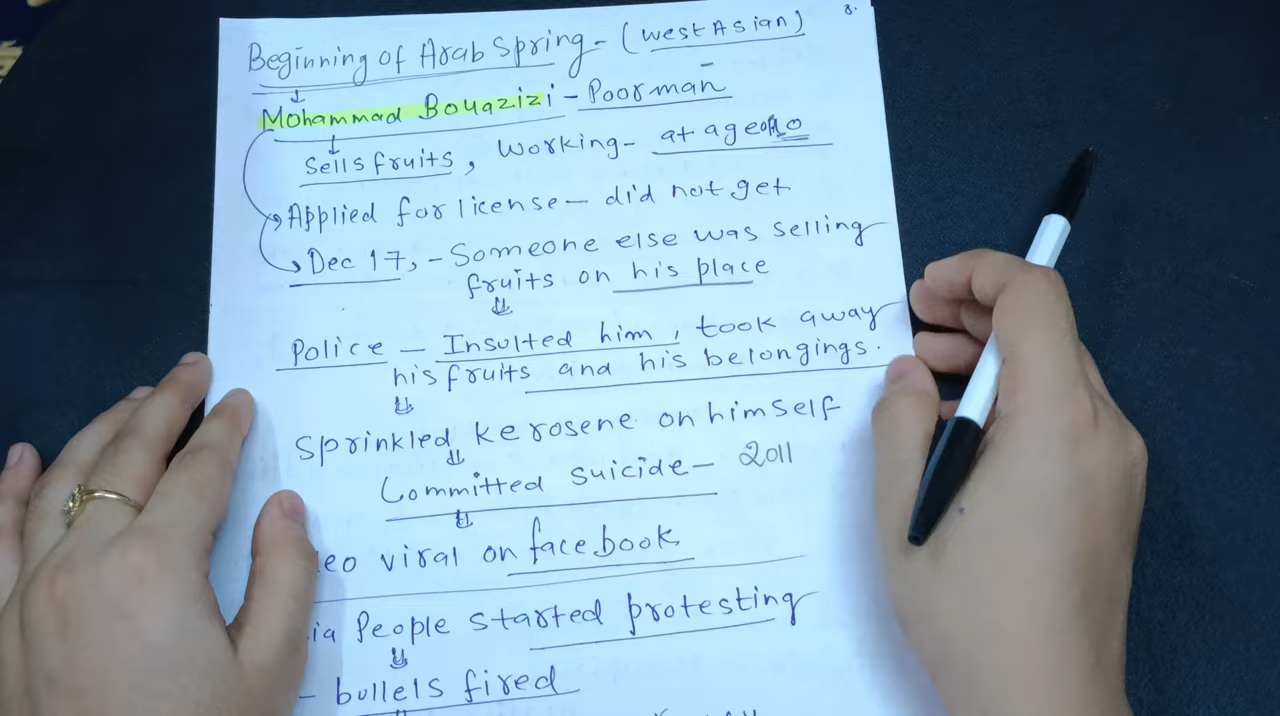 8.
Beginning of Arab Spring - (west Asian)
Mohammad Bouazizi - Poor man
Sells fruits, working - at age of 10
Applied for license - did not get
Dec 17, - Someone else was selling
fruits on his place
Police - Insulted him, took away
his fruits and his belongings.
Sprinkled kerosene on himself
Committed suicide - 2011
eo viral on facebook
ia People started protesting
- bullets fired